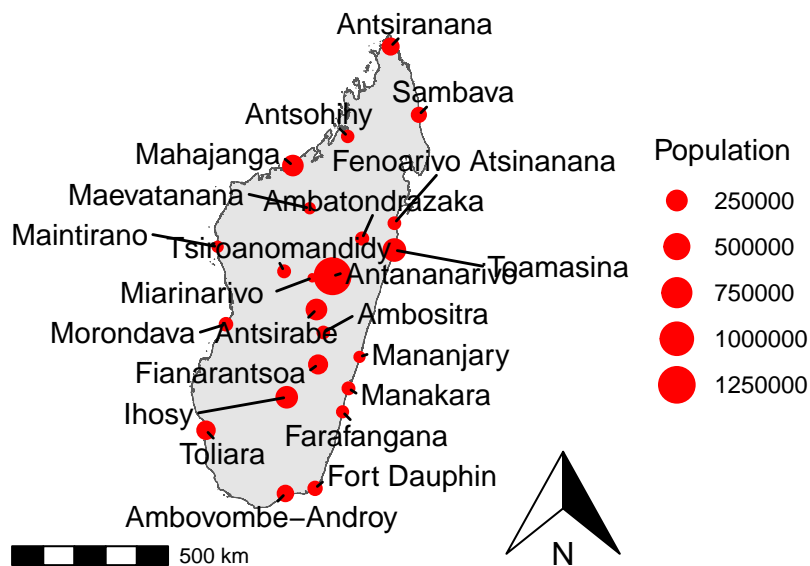 Antsiranana
Sambava
Antsohihy
Mahajanga
Fenoarivo Atsinanana
Maevatanana
Ambatondrazaka
Maintirano
Tsiroanomandidy
Toamasina
Antananarivo
Miarinarivo
Morondava
Antsirabe
Ambositra
Mananjary
Fianarantsoa
Manakara
Ihosy
Farafangana
Toliara
Fort Dauphin
Ambovombe−Androy
500 km
N
Population
250000
500000
750000
1000000
1250000